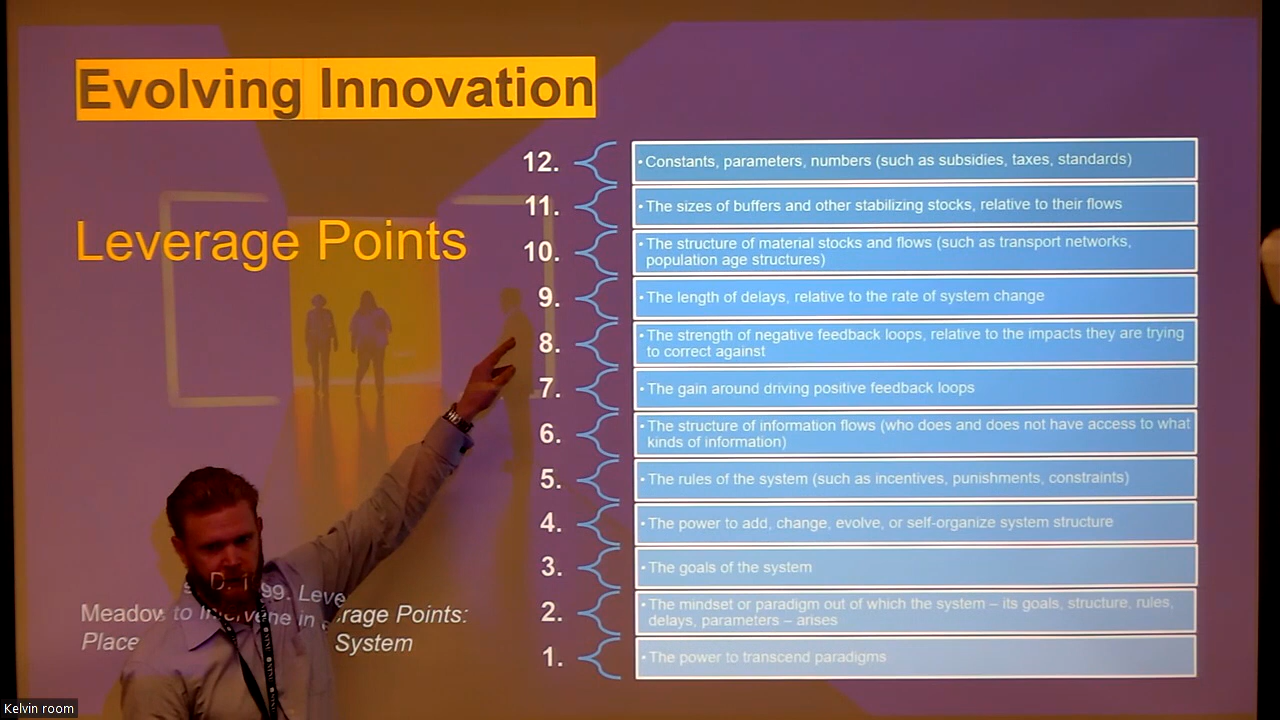 Evolving Innovation
Leverage Points
12.
• Constants, parameters, numbers (such as subsidies, taxes, standards)
11.
• The sizes of buffers and other stabilizing stocks, relative to their flows
10.
• The structure of material stocks and flows (such as transport networks,
population age structures)
9.
• The length of delays, relative to the rate of system change
8.
• The strength of negative feedback loops, relative to the impacts they are trying
to correct against
7.
• The gain around driving positive feedback loops
6.
• The structure of information flows (who does and does not have access to what
kinds of information)
5.
• The rules of the system (such as incentives, punishments, constraints)
4.
• The power to add, change, evolve, or self-organize system structure
3.
• The goals of the system
2.
• The mindset or paradigm out of which the system – its goals, structure, rules,
delays, parameters – arises
1.
• The power to transcend paradigms
Points:
System
Kelvin room